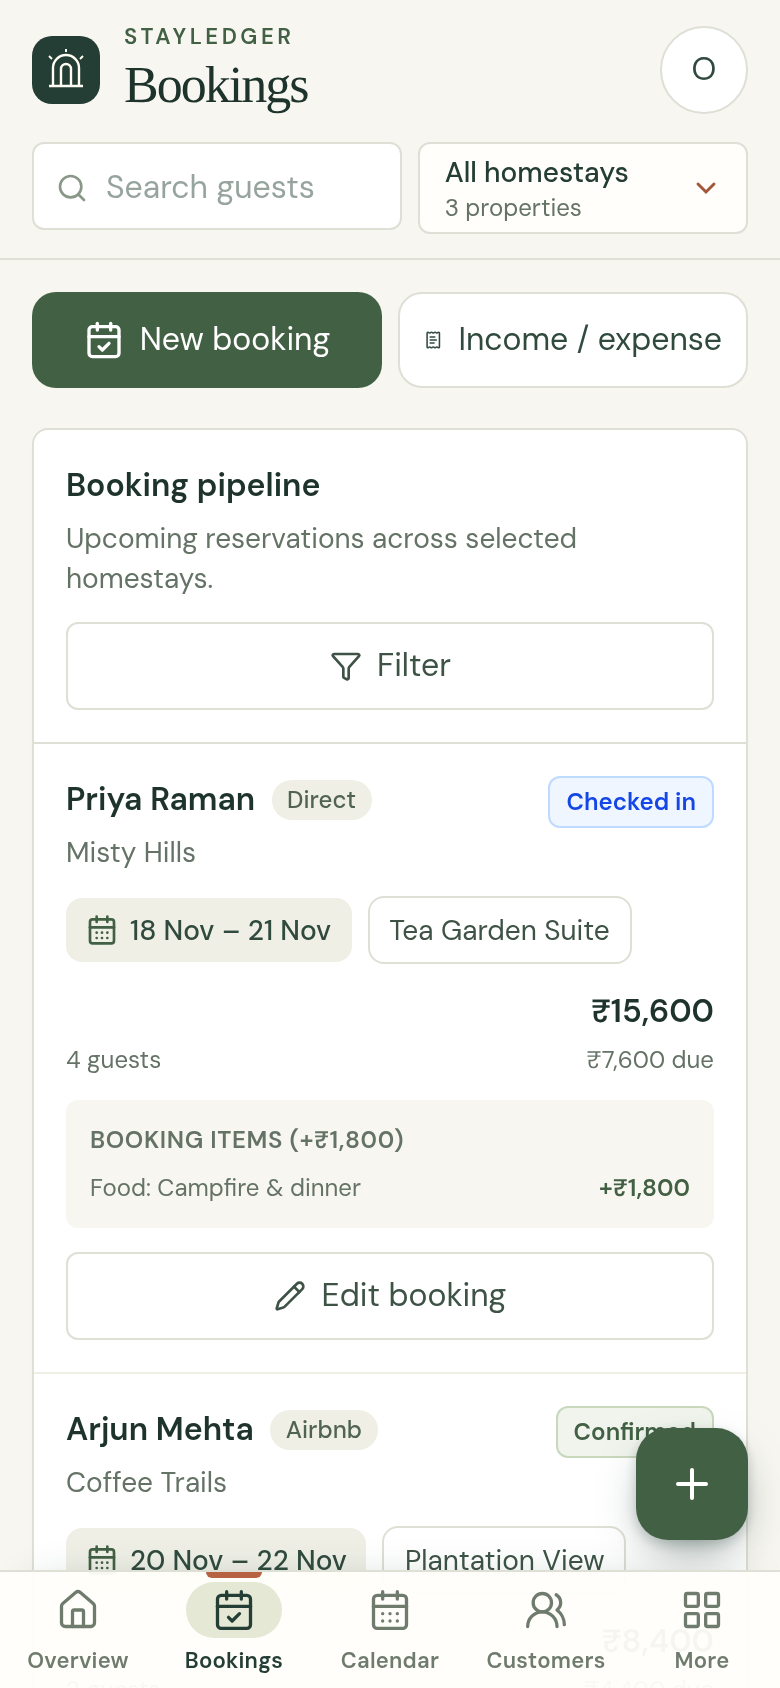 STAYLEDGER
Bookings
O
Search guests
All homestays
3 properties
New booking
Income / expense
Booking pipeline
Upcoming reservations across selected
homestays.
Filter
Priya Raman Direct Checked in
Misty Hills
18 Nov – 21 Nov Tea Garden Suite
₹15,600
4 guests ₹7,600 due
BOOKING ITEMS (+₹1,800)
Food: Campfire & dinner +₹1,800
Edit booking
Arjun Mehta Airbnb Confirmed
Coffee Trails
20 Nov – 22 Nov Plantation View
₹8,400
Overview Bookings Calendar Customers More